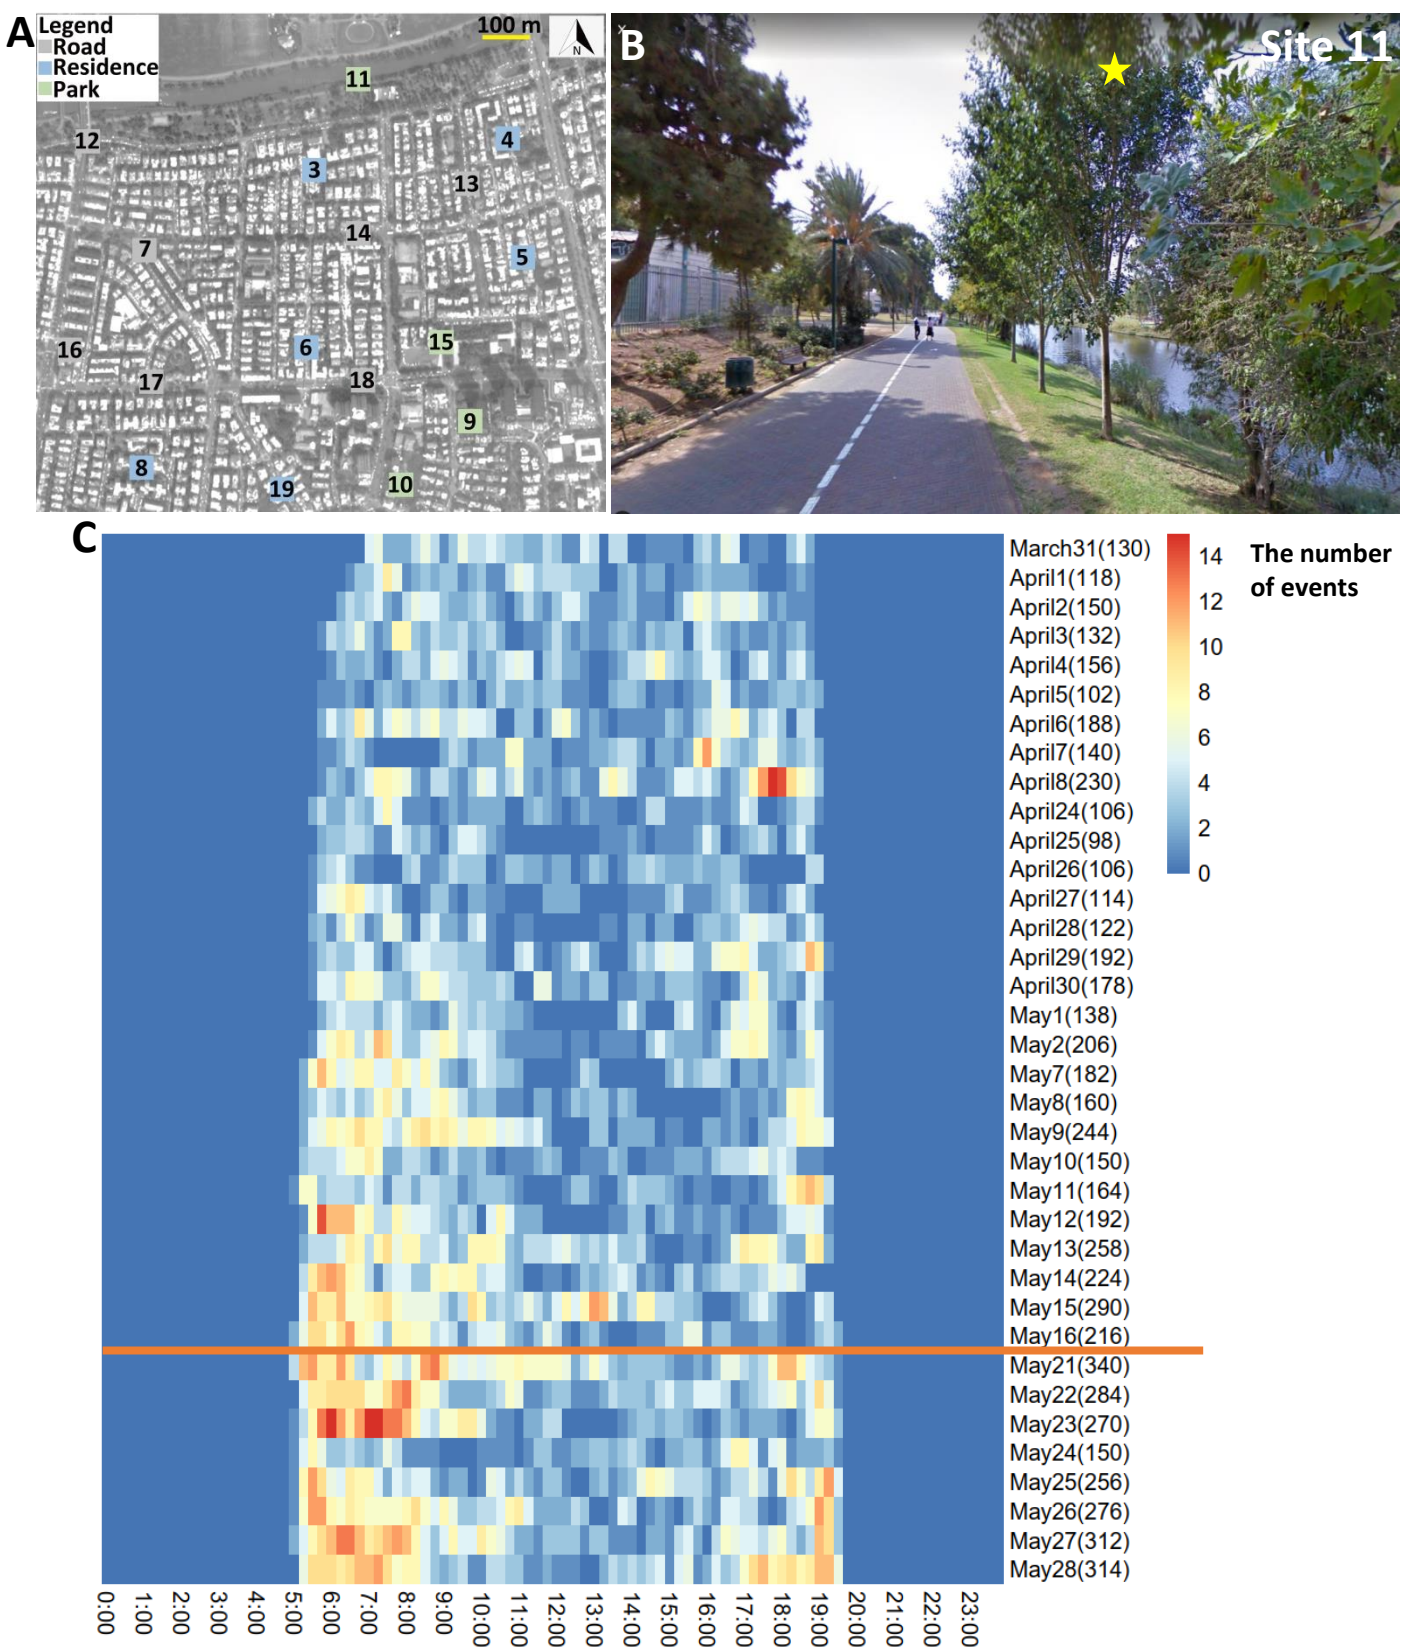 A
Legend
Road
Residence
Park
100 m
N
11
12
4
3
13
14
7
5
15
6
16
17
18
9
8
19
10
B
Site 11
C
March31(130)
April1(118)
April2(150)
April3(132)
April4(156)
April5(102)
April6(188)
April7(140)
April8(230)
April24(106)
April25(98)
April26(106)
April27(114)
April28(122)
April29(192)
April30(178)
May1(138)
May2(206)
May7(182)
May8(160)
May9(244)
May10(150)
May11(164)
May12(192)
May13(258)
May14(224)
May15(290)
May16(216)
May21(340)
May22(284)
May23(270)
May24(150)
May25(256)
May26(276)
May27(312)
May28(314)
14
12
10
8
6
4
2
0
The number
of events
0:00
1:00
2:00
3:00
4:00
5:00
6:00
7:00
8:00
9:00
10:00
11:00
12:00
13:00
14:00
15:00
16:00
17:00
18:00
19:00
20:00
21:00
22:00
23:00